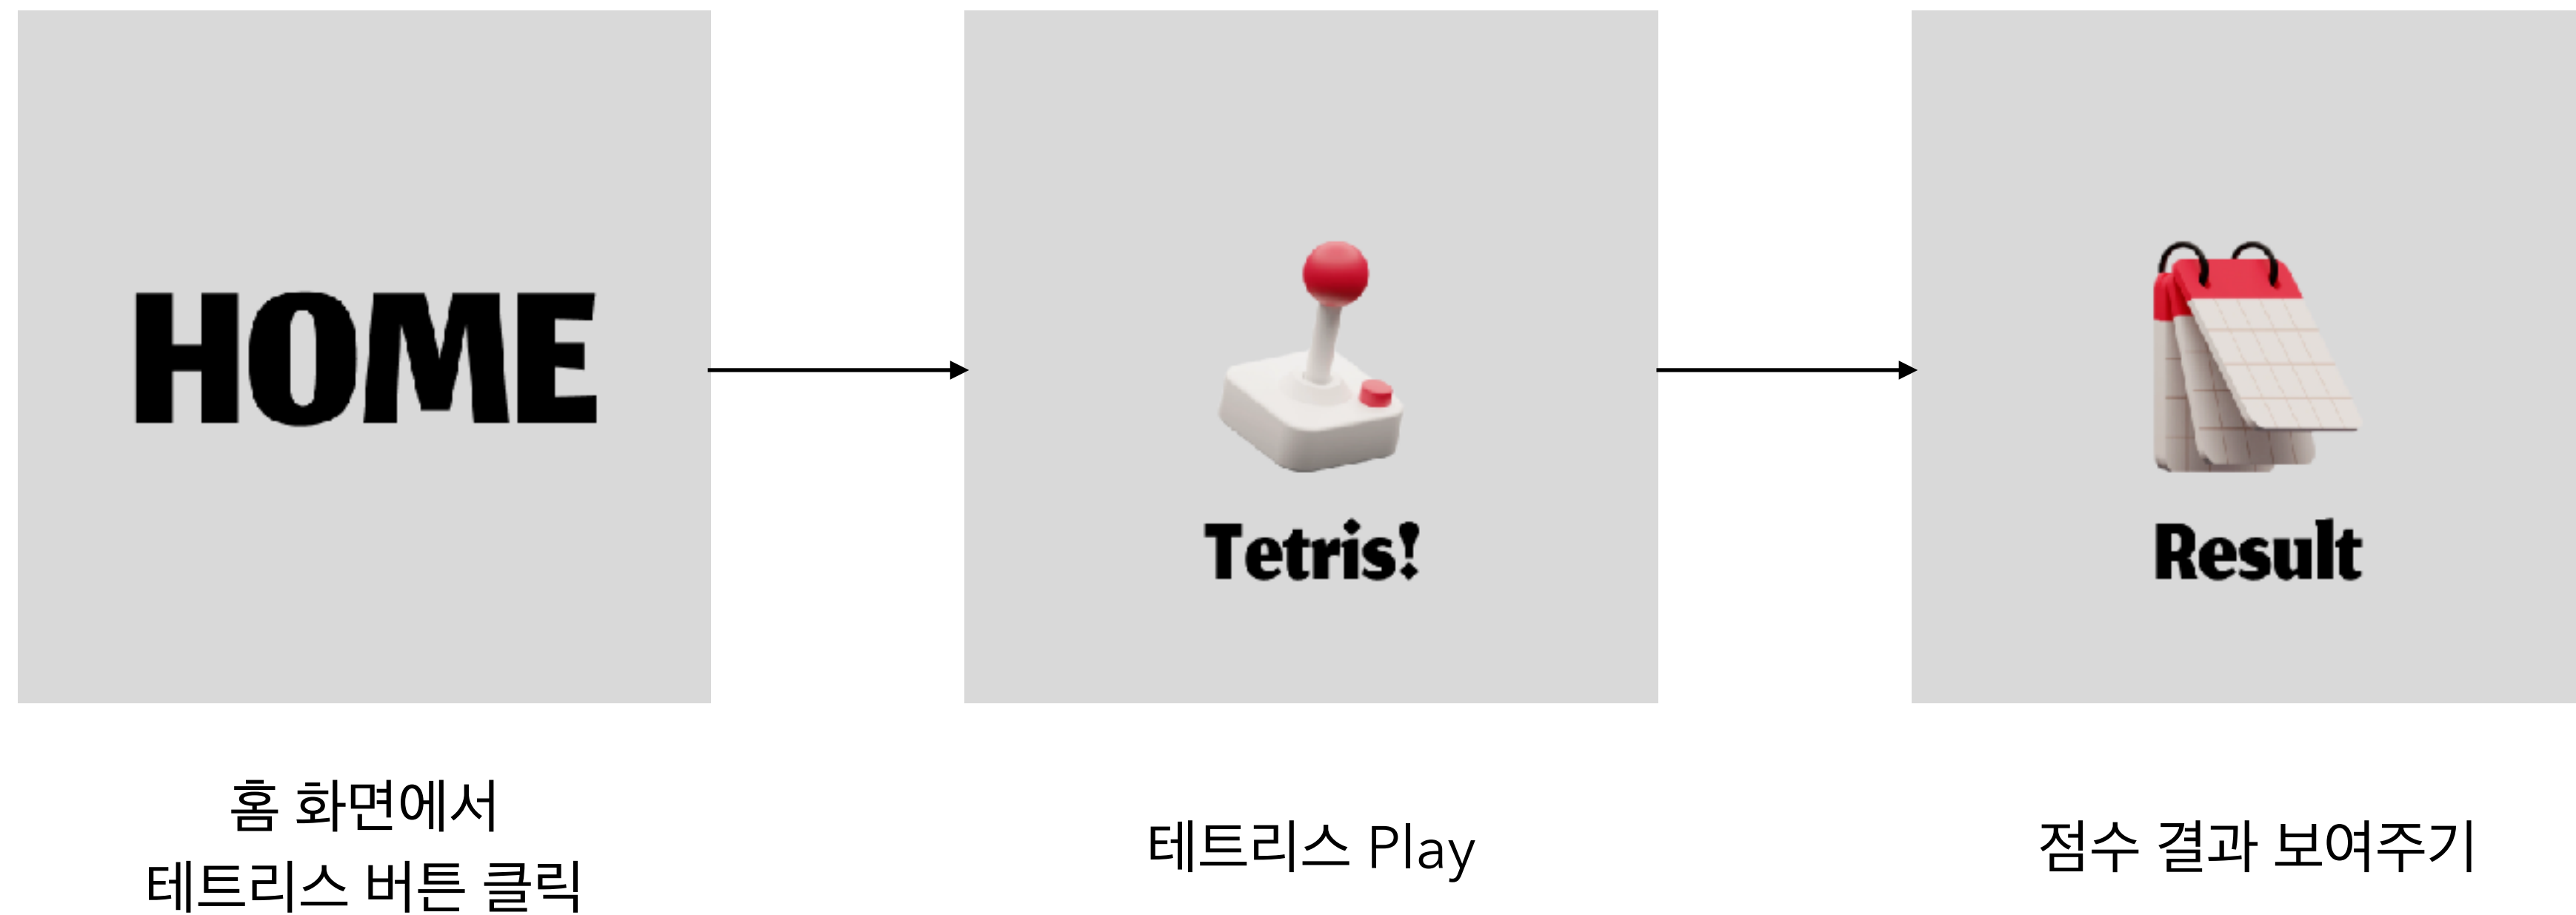 HOME
Tetris!
Result
홈 화면에서
테트리스 버튼 클릭
테트리스 Play
점수 결과 보여주기